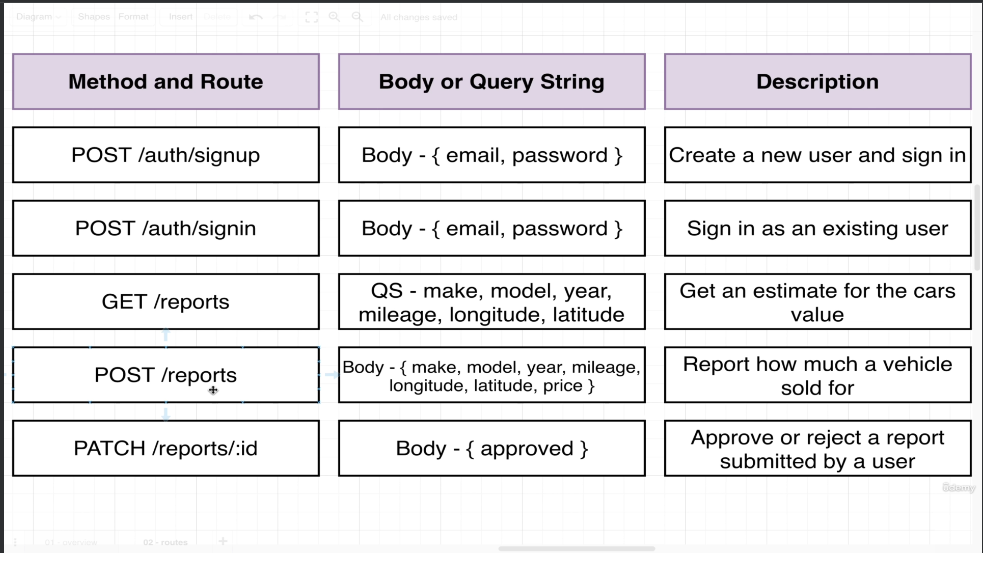 Diagram Shapes Format Insert All changes saved
Method and Route
Body or Query String
Description
POST /auth/signup
Body - { email, password }
Create a new user and sign in
POST /auth/signin
Body - { email, password }
Sign in as an existing user
GET /reports
QS - make, model, year,
mileage, longitude, latitude
Get an estimate for the cars
value
POST /reports
Body - { make, model, year, mileage,
longitude, latitude, price }
Report how much a vehicle
sold for
PATCH /reports/:id
Body - { approved }
Approve or reject a report
submitted by a user
ûdemy
01 - overview 02 - routes